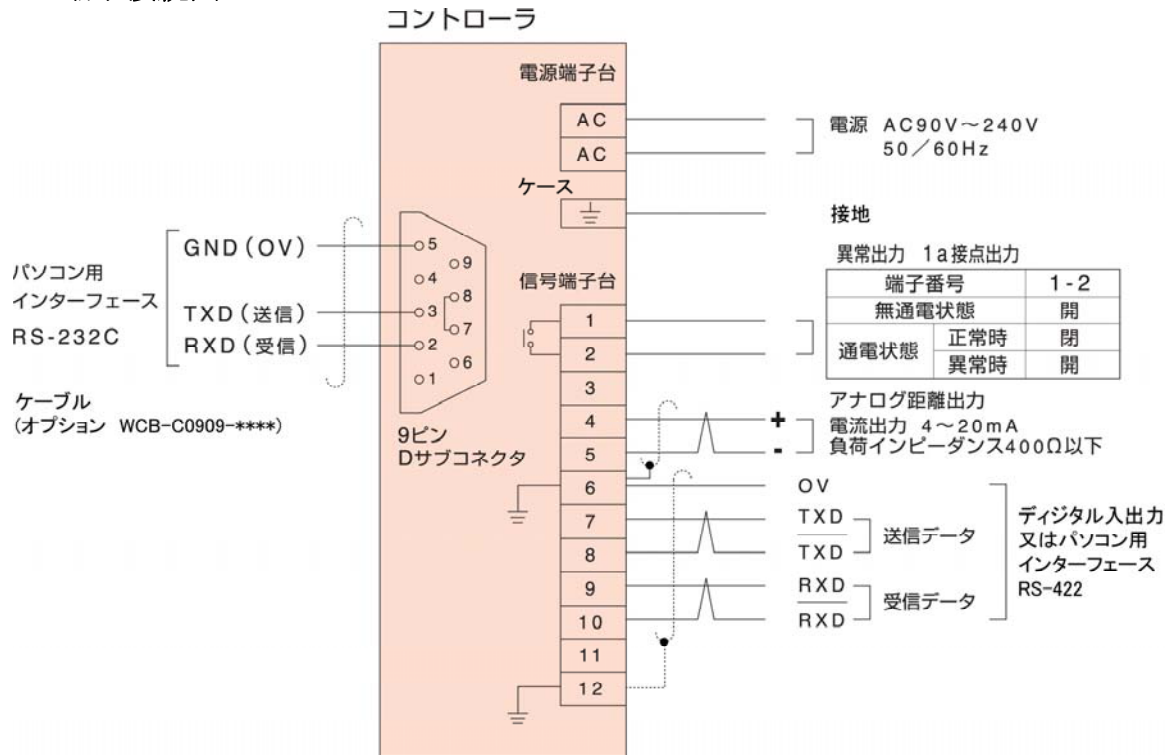 コントローラ
電源端子台
AC
AC
電源 AC90V～240V
50／60Hz
ケース
接地
パソコン用
インターフェース
RS-232C
GND(OV)
TXD(送信)
RXD(受信)
5
9
4
8
3
7
2
6
1
ケーブル
(オプション WCB-C0909-****)
9ピン
Dサブコネクタ
信号端子台
1
2
3
4
5
6
7
8
9
10
11
12
異常出力 1a接点出力
端子番号 1-2
無通電状態 開
通電状態 正常時 閉
異常時 開
アナログ距離出力
+
電流出力 4～20mA
-
負荷インピーダンス400Ω以下
OV
TXD
TXD
送信データ
RXD
RXD
受信データ
ディジタル入出力
又はパソコン用
インターフェース
RS-422